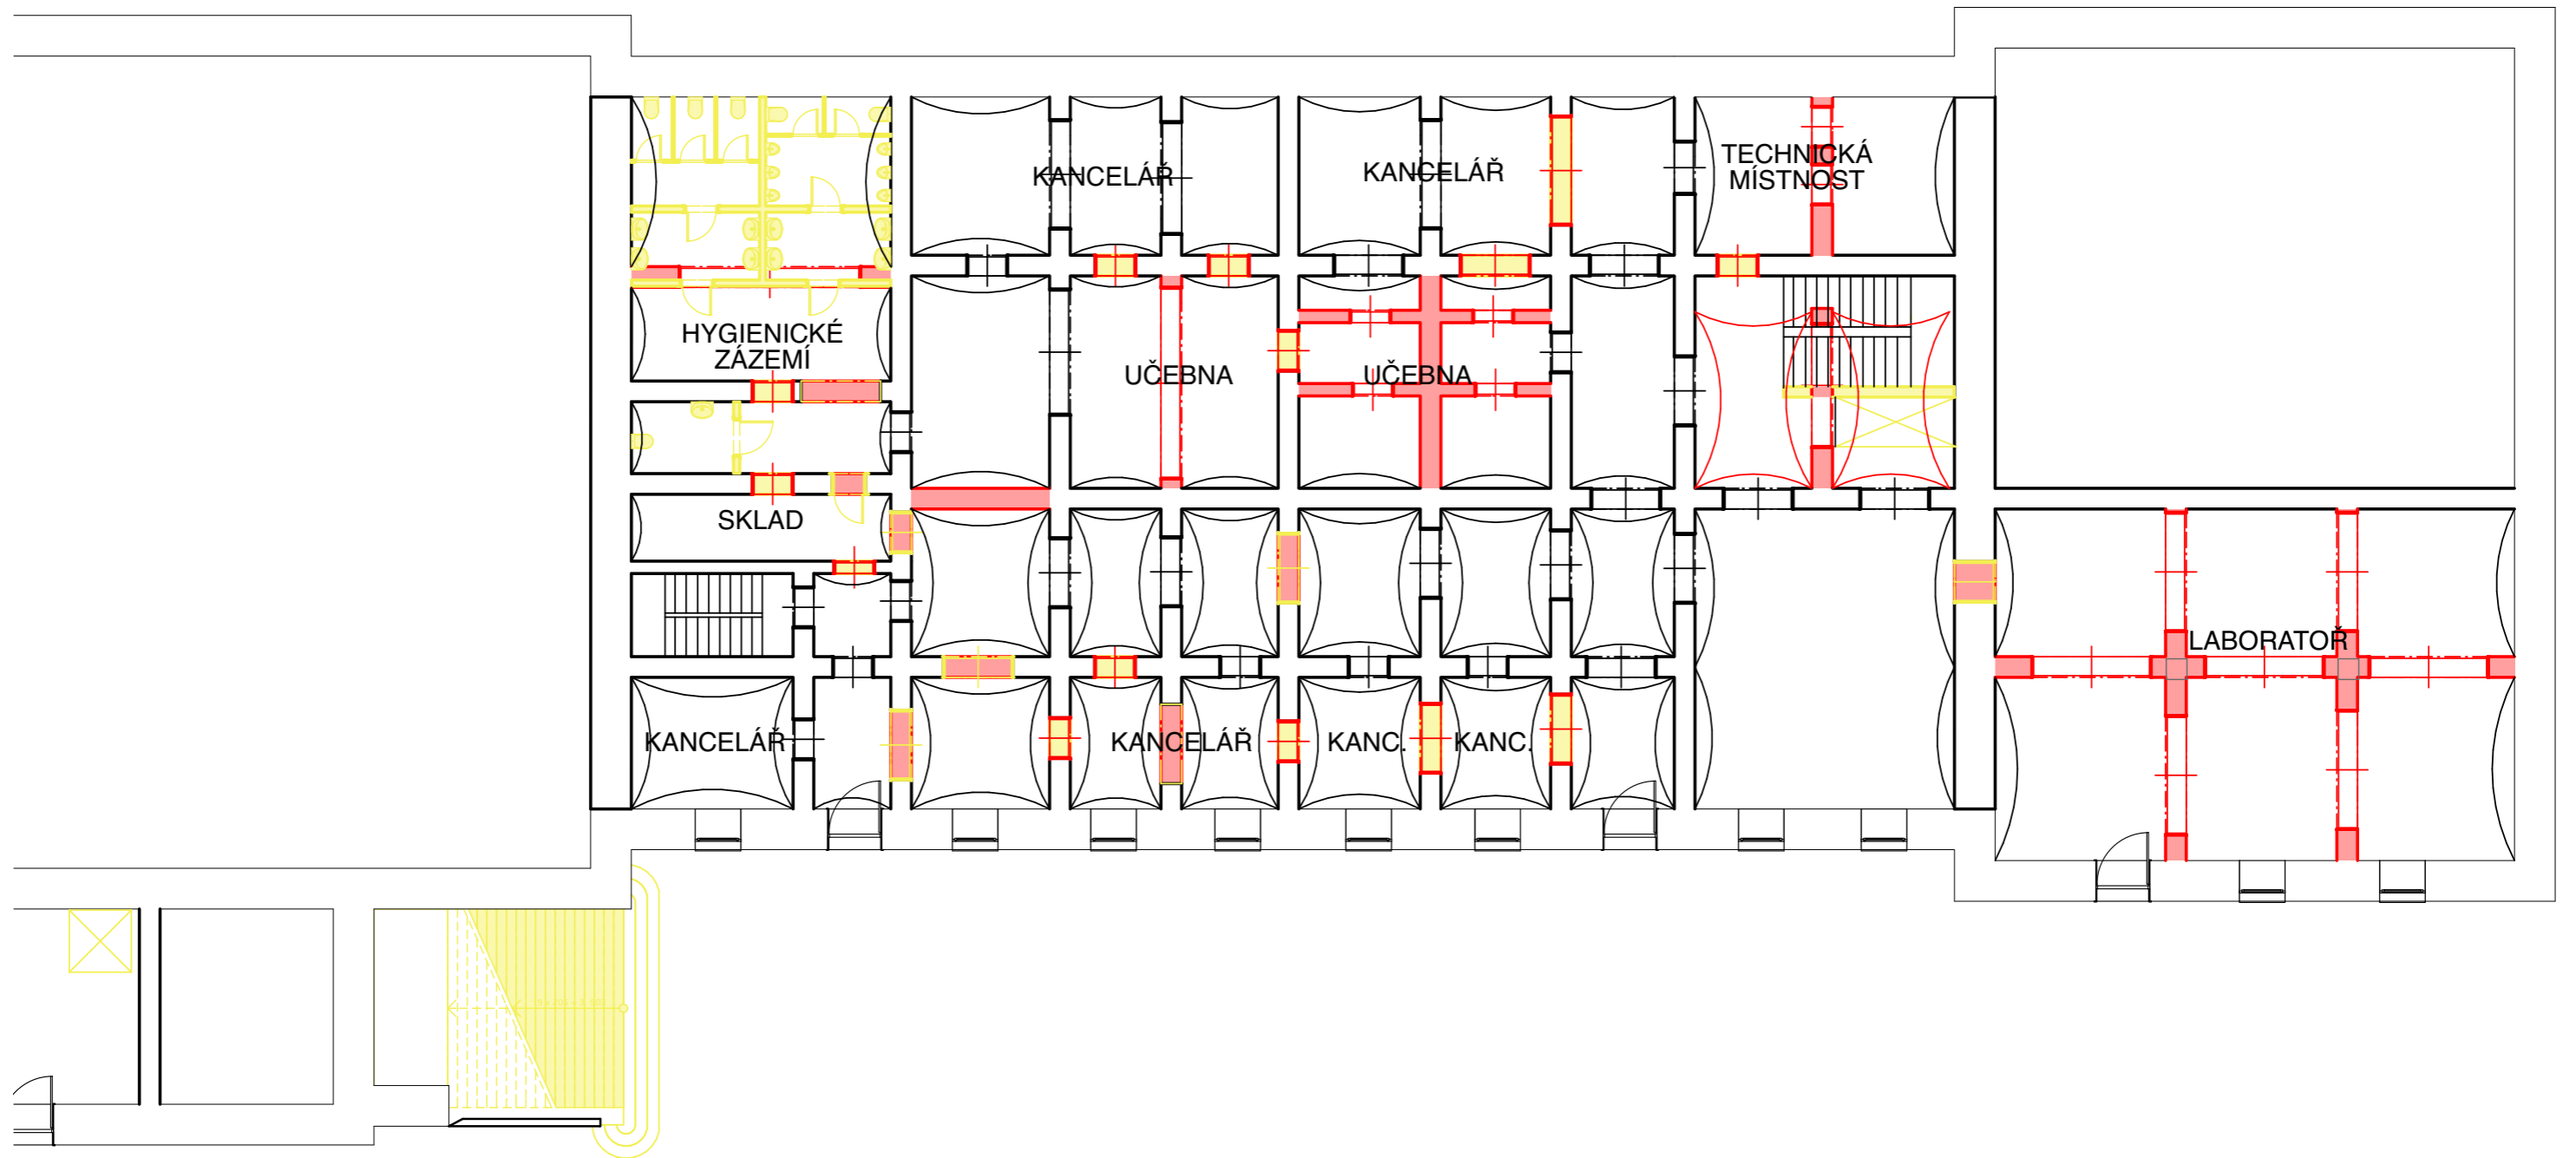 KANCELÁŘ
KANCELÁŘ
TECHNICKÁ
MÍSTNOST
HYGIENICKÉ
ZÁZEMÍ
UČEBNA
UČEBNA
SKLAD
LABORATOŘ
KANCELÁŘ
KANCELÁŘ
KANC.
KANC.